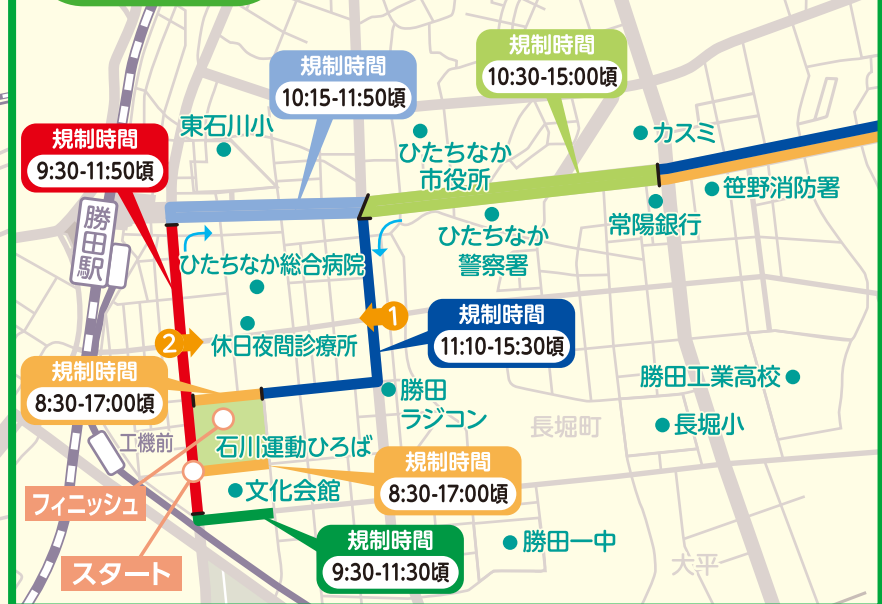 規制時間
10:30-15:00頃
規制時間
10:15-11:50頃
東石川小
カスミ
規制時間
9:30-11:50頃
ひたちなか
市役所
笹野消防署
勝田駅
常陽銀行
ひたちなか
警察署
ひたちなか総合病院
規制時間
11:10-15:30頃
1
2
休日夜間診療所
規制時間
8:30-17:00頃
勝田
ラジコン
勝田工業高校
長堀町
長堀小
工機前
石川運動ひろば
規制時間
8:30-17:00頃
フィニッシュ
文化会館
規制時間
9:30-11:30頃
勝田一中
大平
スタート